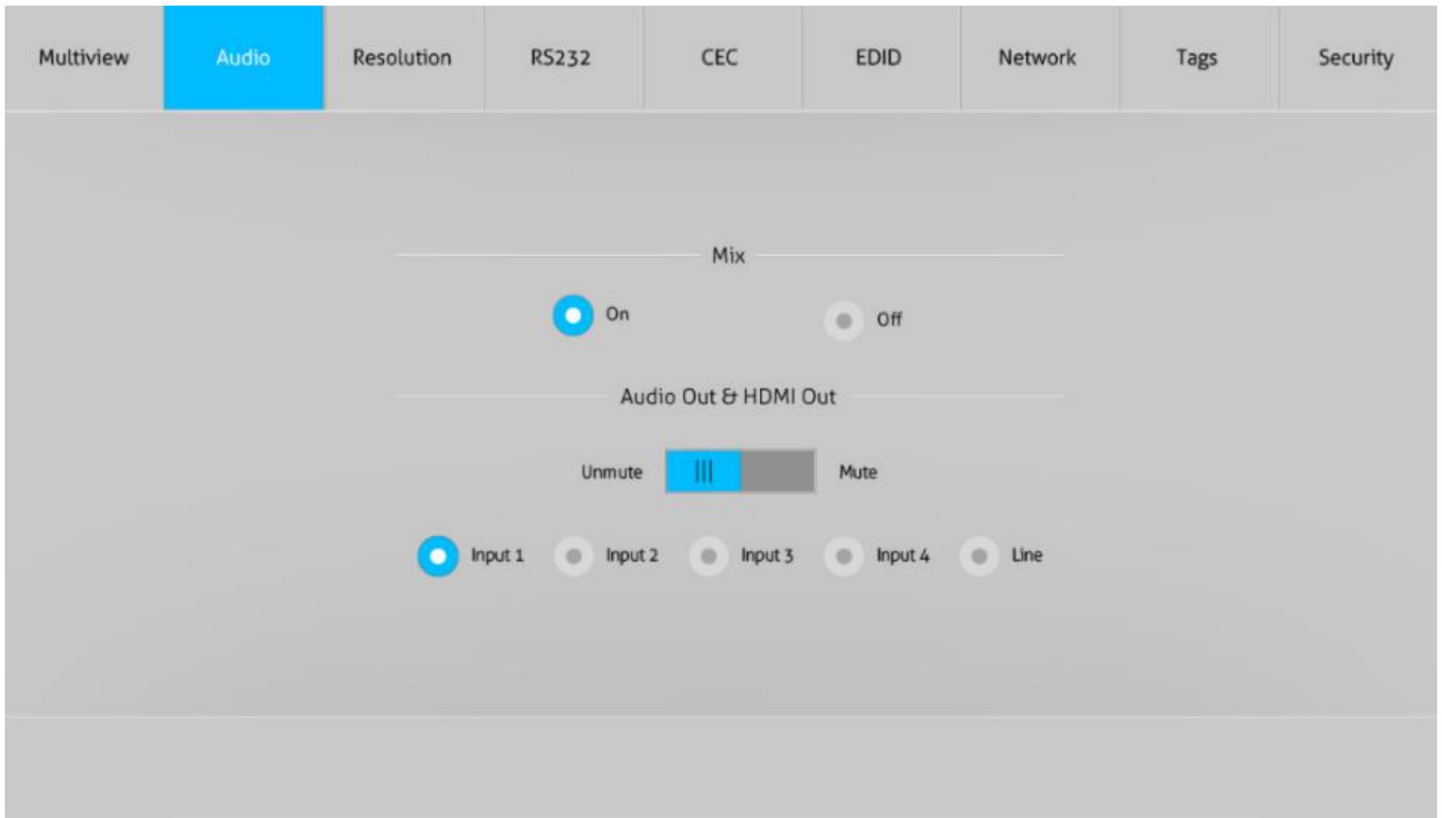 Multiview Audio Resolution RS232 CEC EDID Network Tags Security
Mix
On Off
Audio Out & HDMI Out
Unmute Mute
Input 1 Input 2 Input 3 Input 4 Line